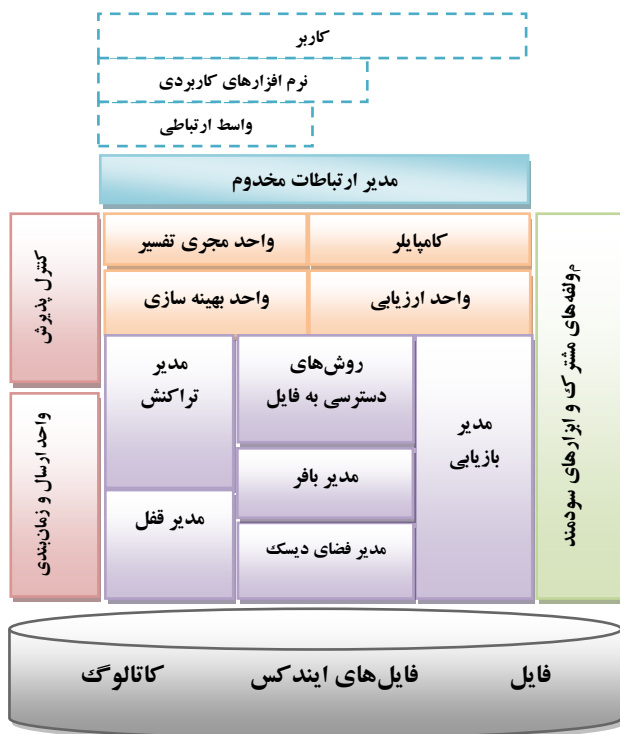 کاربر
نرم افزارهای کاربردی
واسط ارتباطی
مدیر ارتباطات مخدوم
کامپایلر
واحد مجری تفسیر
واحد ارزیابی
واحد بهینه سازی
مولفه‌های مشترک و ابزارهای سودمند
کنترل پذیرش
واحد ارسال و زمان‌بندی
مدیر
بازیابی
روش‌های
دسترسی به فایل
مدیر
تراکنش
مدیر بافر
مدیر قفل
مدیر فضای دیسک
فایل
فایل‌های ایندکس
کاتالوگ